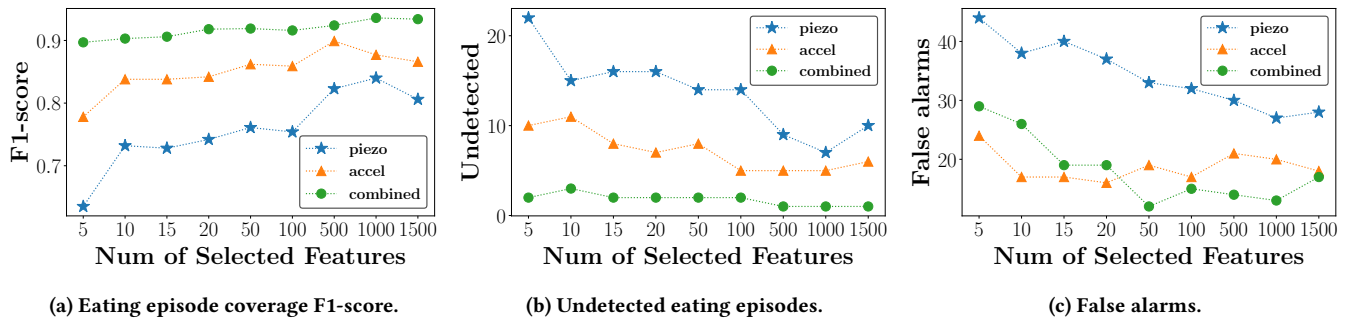 0.9
0.8
0.7
F1-score
piezo
accel
combined
5 10 15 20 50 100 500 1000 1500
Num of Selected Features
(a) Eating episode coverage F1-score.
20
10
0
Undetected
piezo
accel
combined
5 10 15 20 50 100 500 1000 1500
Num of Selected Features
(b) Undetected eating episodes.
40
30
20
False alarms
piezo
accel
combined
5 10 15 20 50 100 500 1000 1500
Num of Selected Features
(c) False alarms.